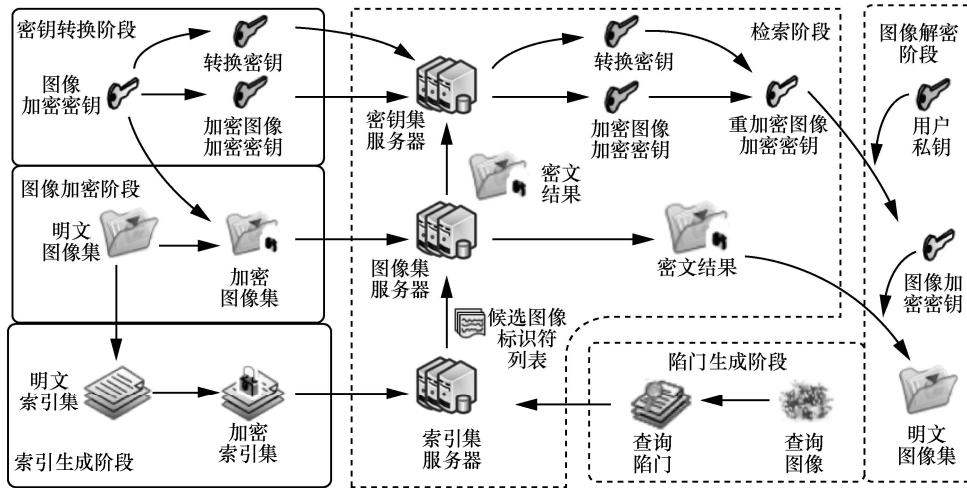 密钥转换阶段
图像
加密密钥
转换密钥
加密图像
加密密钥
图像加密阶段
明文
图像集
加密
图像集
明文
索引集
加密
索引集
索引生成阶段
检索阶段
密钥集
服务器
转换密钥
加密图像
加密密钥
重加密图像
加密密钥
密文
结果
图像集
服务器
密文结果
候选图像
标识符
列表
索引集
服务器
陷门生成阶段
查询
陷门
查询
图像
图像解密
阶段
用户
私钥
图像加
密密钥
明文
图像集